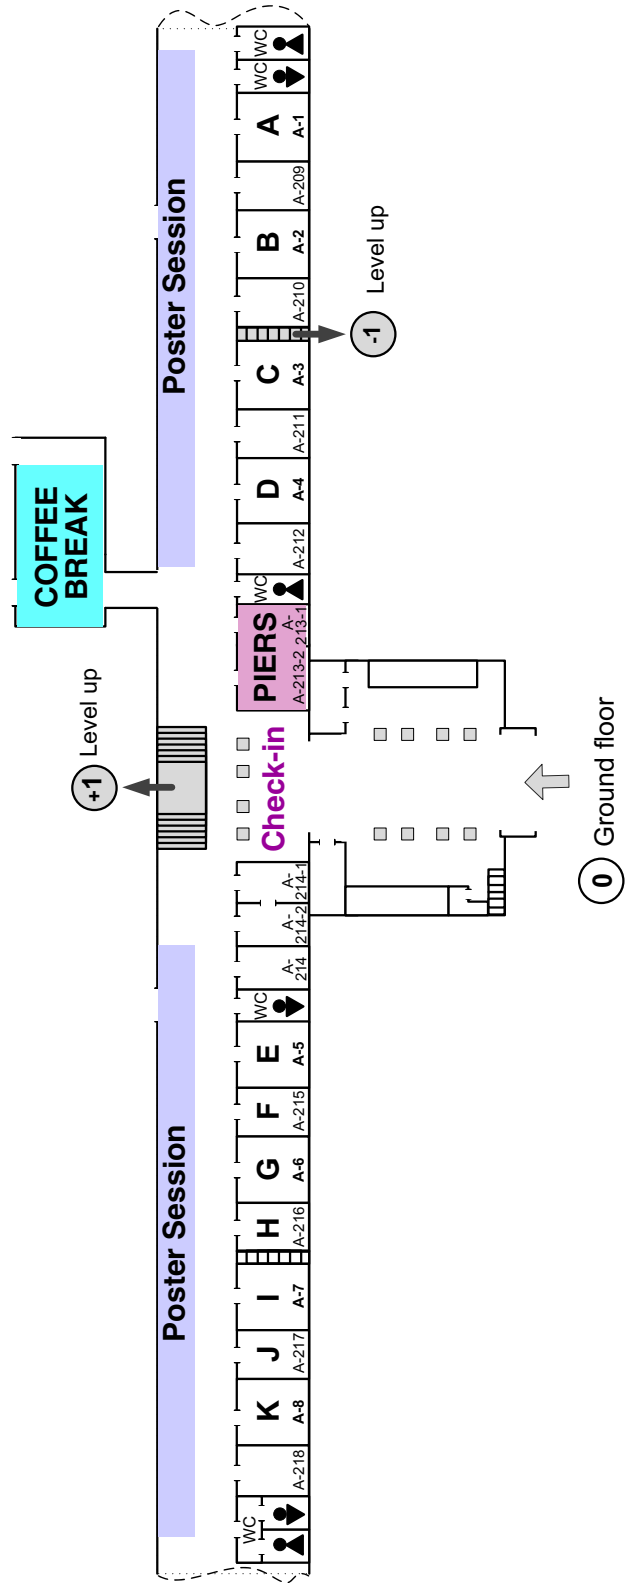 COFFEE
BREAK
+1
Level up
Poster Session
Poster Session
WC
K
A-8
A-218
J
A-217
I
A-7
H
A-216
G
A-6
F
A-215
E
A-5
WC
A-
214
A-
214-2
A-
214-1
Check-in
PIERS
A-213-2
A-
213-1
WC
A-212
D
A-4
A-211
C
A-3
A-210
B
A-2
A-209
A
A-1
WC
WC
-1
Level up
0
Ground floor